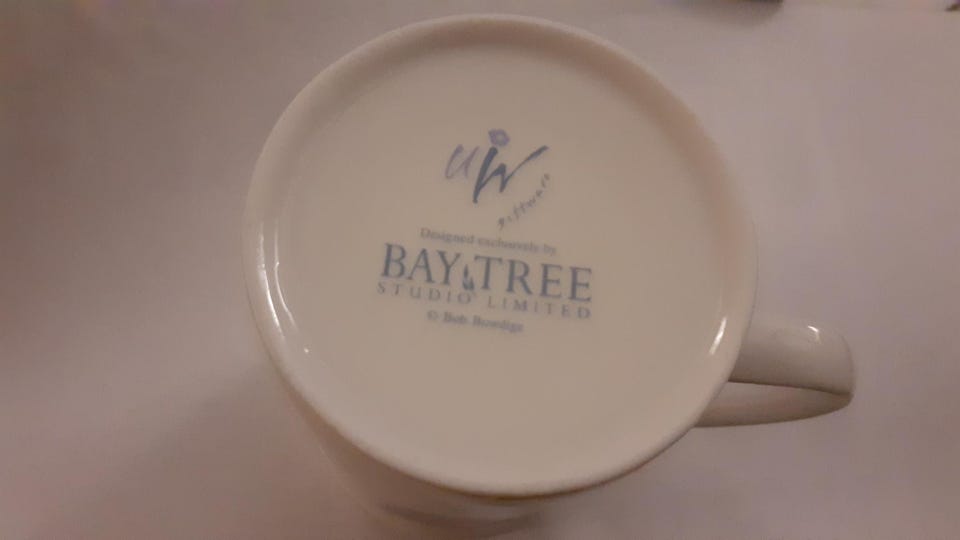 UW
giftware
Designed exclusively by
BAY TREE
STUDIO LIMITED
© Bob Bowdige